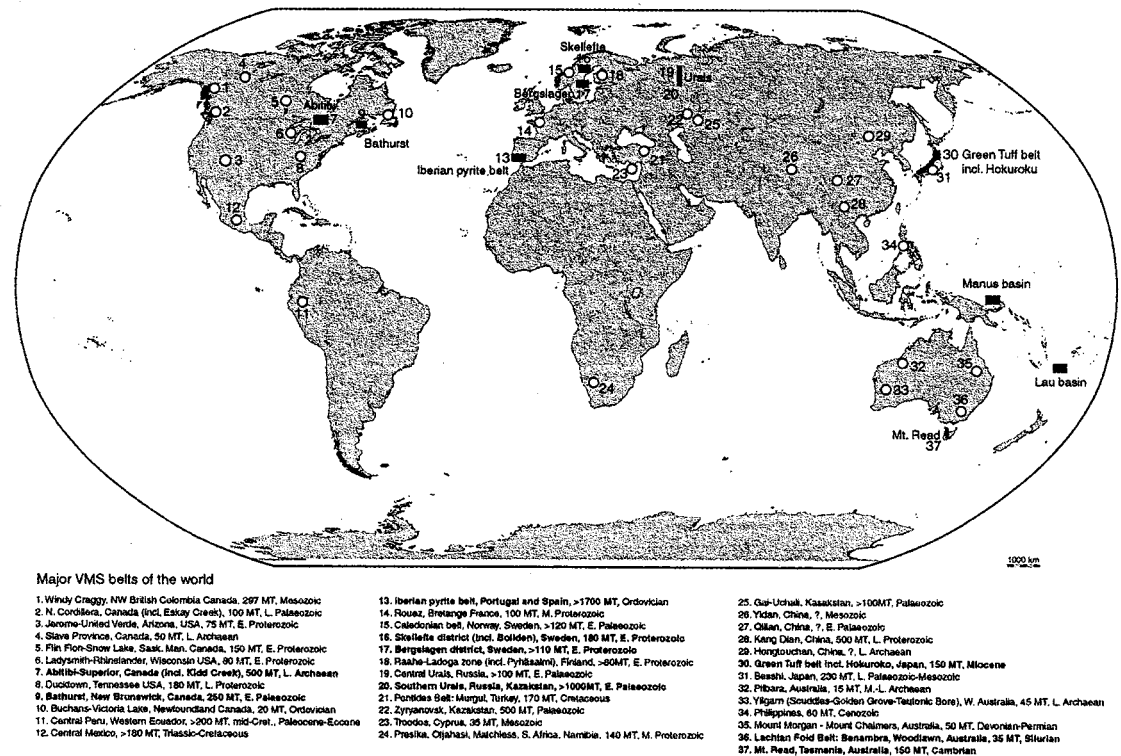 Skellefte
4
15
16
18
19
Urals
20
1
5
Bergslagen 17
2
Abitibi
7
9
10
22
25
6
14
29
Bathurst
3
8
13
Iberian pyrite belt
21
23
26
30 Green Tuff belt
incl. Hokuroku
31
27
28
12
34
Manus basin
11
32
35
Lau basin
24
33
36
Mt. Read
37
1000 km
Major VMS belts of the world
1. Windy Craggy, NW British Colombia Canada, 297 MT, Mesozoic
2. N. Cordillera, Canada (incl, Eskay Creek), 100 MT, L. Palaeozoic
3. Jerome-United Verde, Arizona, USA, 75 MT, E. Proterozoic
4. Slave Province, Canada, 50 MT, L. Archaean
5. Flin Flon-Snow Lake, Sask. Man. Canada, 150 MT, E. Proterozoic
6. Ladysmith-Rhinelander, Wisconsin USA, 80 MT, E. Proterozoic
7. Abitibi-Superior, Canada (incl. Kidd Creek), 500 MT, L. Archaean
8. Ducktown, Tennessee USA, 180 MT, L. Proterozoic
9. Bathurst, New Brunswick, Canada, 250 MT, E. Palaeozoic
10. Buchans-Victoria Lake, Newfoundland Canada, 20 MT, Ordovician
11. Central Peru, Western Ecuador, >200 MT, mid-Cret., Paleocene-Eocene
12. Central Mexico, >180 MT, Triassic-Cretaceous
13. Iberian pyrite belt, Portugal and Spain, >1700 MT, Ordovician
14. Rouez, Bretange France, 100 MT, M. Proterozoic
15. Caledonian belt, Norway, Sweden, >120 MT, E. Palaeozoic
16. Skellefte district (incl. Boliden), Sweden, 180 MT, E. Proterozoic
17. Bergslagen district, Sweden, >110 MT, E. Proterozoic
18. Raahe-Ladoga zone (incl. Pyhäsalmi), Finland, >80MT, E. Proterozoic
19. Central Urals, Russia, >100 MT, E. Palaeozoic
20. Southern Urals, Russia, Kazakstan, >1000MT, E. Palaeozoic
21. Pontides Belt: Murgul, Turkey, 170 MT, Cretaceous
22. Zyryanovsk, Kazakstan, 500 MT, Palaeozoic
23. Troodos, Cyprus, 35 MT, Mesozoic
24. Prieska, Otjahasi, Matchless, S. Africa, Namibia, 140 MT, M. Proterozoic
25. Gai-Uchali, Kasakstan, >100MT, Palaeozoic
26. Yidan, China, ?, Mesozoic
27. Qilian, China, ?, E. Palaeozoic
28. Kang Dian, China, 500 MT, L. Proterozoic
29. Hongtouchan, China, ?, L. Archaean
30. Green Tuff belt incl. Hokuroku, Japan, 150 MT, Miocene
31. Besshi, Japan, 230 MT, L. Palaeozoic-Mesozoic
32. Pilbara, Australia, 15 MT, M.-L. Archaean
33. Yilgarn (Scuddles-Golden Grove-Teutonic Bore), W. Australia, 45 MT, L. Archaean
34. Philippines, 60 MT, Cenozoic
35. Mount Morgan - Mount Chalmers, Australia, 50 MT, Devonian-Permian
36. Lachlan Fold Belt: Benambra, Woodlawn, Australia, 35 MT, Silurian
37. Mt. Read, Tasmania, Australia, 150 MT, Cambrian